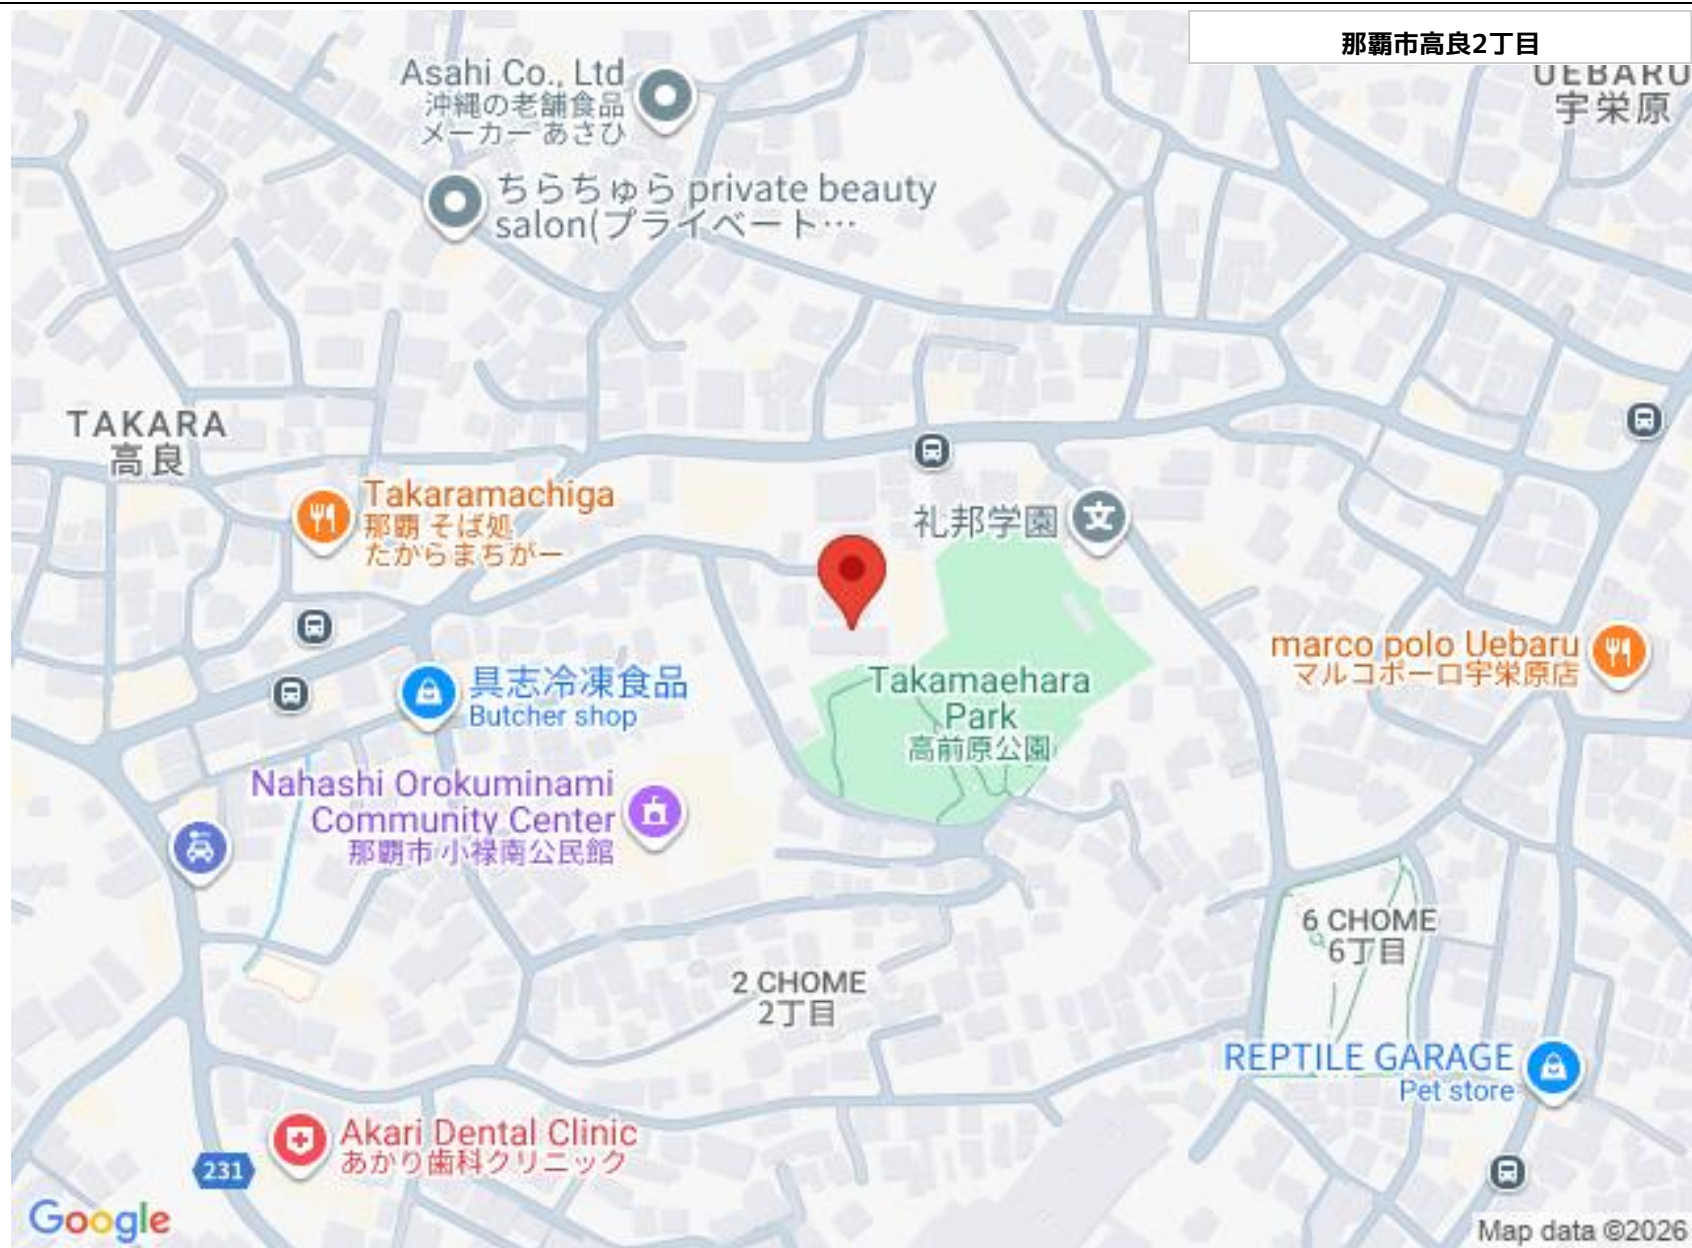 那覇市高良2丁目
UEBARU
宇栄原
Asahi Co., Ltd
沖縄の老舗食品
メーカー あさひ
ちらちゅら private beauty
salon(プライベート…
TAKARA
高良
Takaramachiga
那覇 そば処
たからまちがー
礼邦学園
文
marco polo Uebaru
マルコポーロ宇栄原店
具志冷凍食品
Butcher shop
Takamaehara
Park
高前原公園
Nahashi Orokuminami
Community Center
那覇市 小禄南公民館
6 CHOME
6丁目
2 CHOME
2丁目
REPTILE GARAGE
Pet store
Akari Dental Clinic
あかり歯科クリニック
231
Google
Map data ©2026